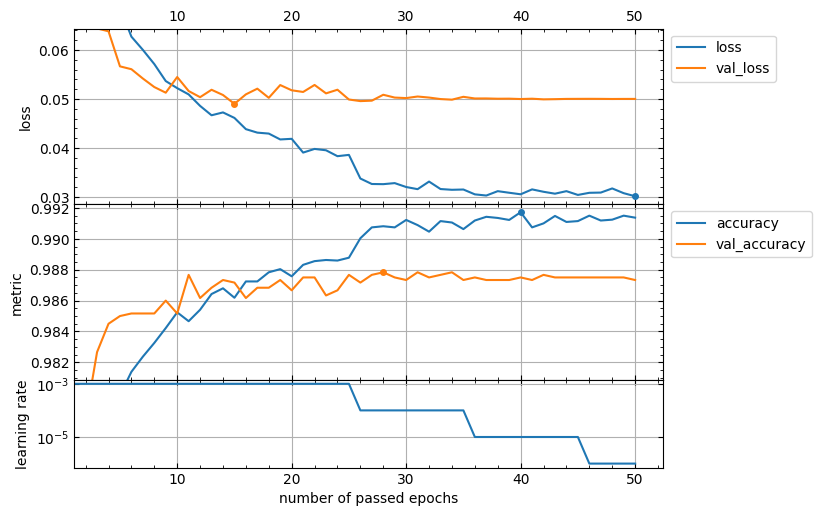 10 20 30 40 50
0.06
0.05
0.04
0.03
loss
loss
val_loss
0.992
0.990
0.988
0.986
0.984
0.982
metric
accuracy
val_accuracy
10⁻³
10⁻⁵
learning rate
10 20 30 40 50
number of passed epochs